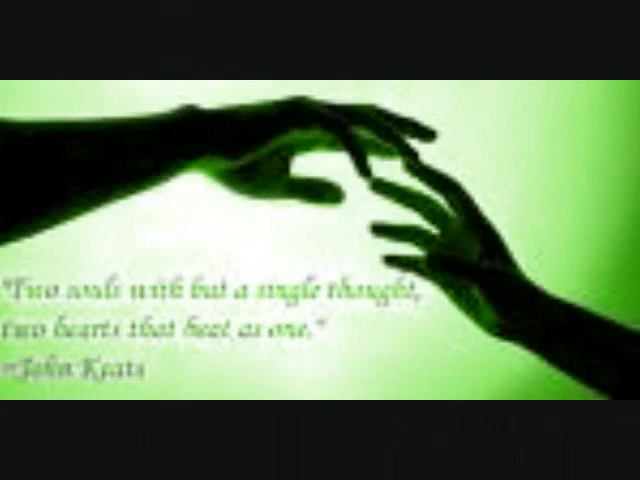 "Two souls with but a single thought,
two hearts that beat as one."
~John Keats